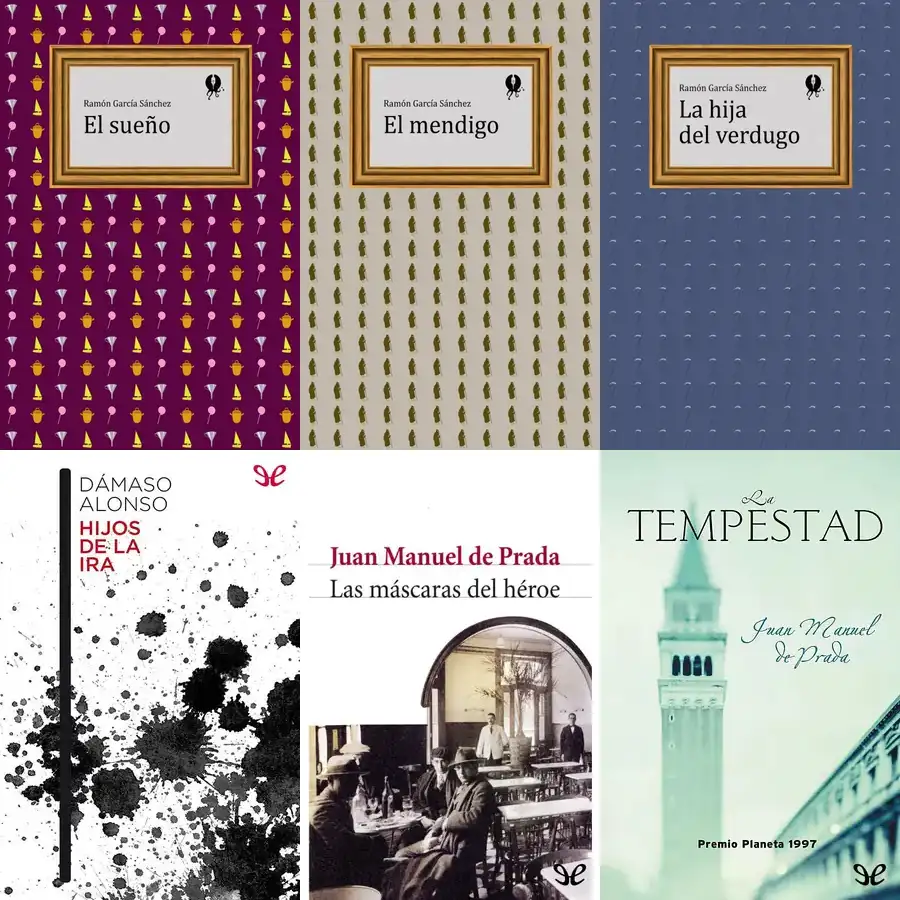 Ramón García Sánchez
El sueño
Ramón García Sánchez
El mendigo
Ramón García Sánchez
La hija
del verdugo
DÁMASO
ALONSO
HIJOS
DE LA
IRA
Juan Manuel de Prada
Las máscaras del héroe
La
TEMPESTAD
Juan Manuel
de Prada
Premio Planeta 1997